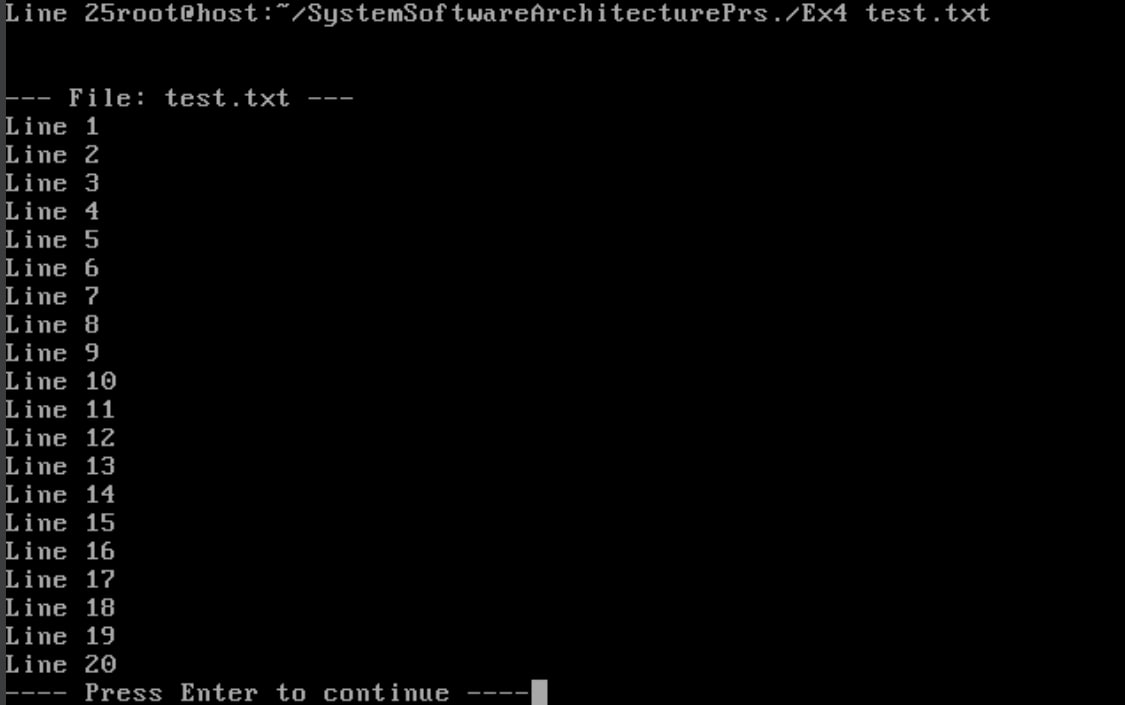 Line 25root@host:~/SystemSoftwareArchitecturePrs./Ex4 test.txt
--- File: test.txt ---
Line 1
Line 2
Line 3
Line 4
Line 5
Line 6
Line 7
Line 8
Line 9
Line 10
Line 11
Line 12
Line 13
Line 14
Line 15
Line 16
Line 17
Line 18
Line 19
Line 20
---- Press Enter to continue ----